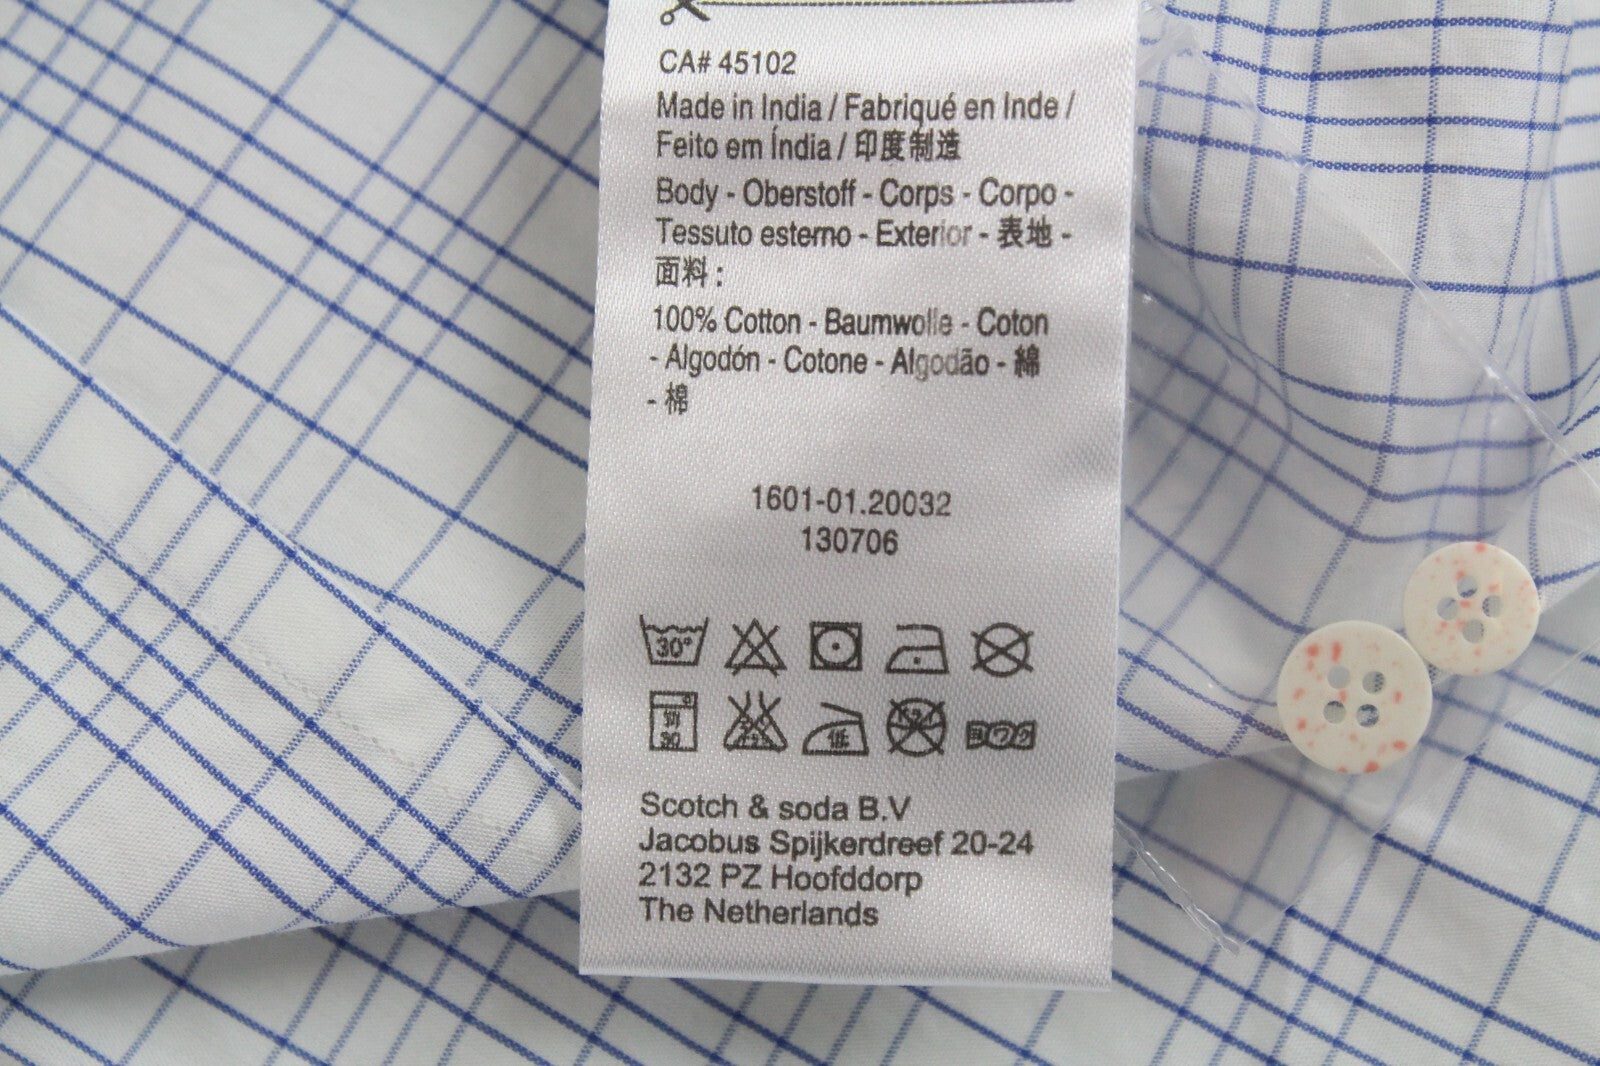 CA# 45102
Made in India / Fabriqué en Inde /
Feito em Índia / 印度制造
Body - Oberstoff - Corps - Corpo -
Tessuto esterno - Exterior - 表地 -
面料 :
100% Cotton - Baumwolle - Coton
- Algodón - Cotone - Algodão - 綿
- 棉
1601-01.20032
130706
30°
低
Scotch & soda B.V
Jacobus Spijkerdreef 20-24
2132 PZ Hoofddorp
The Netherlands